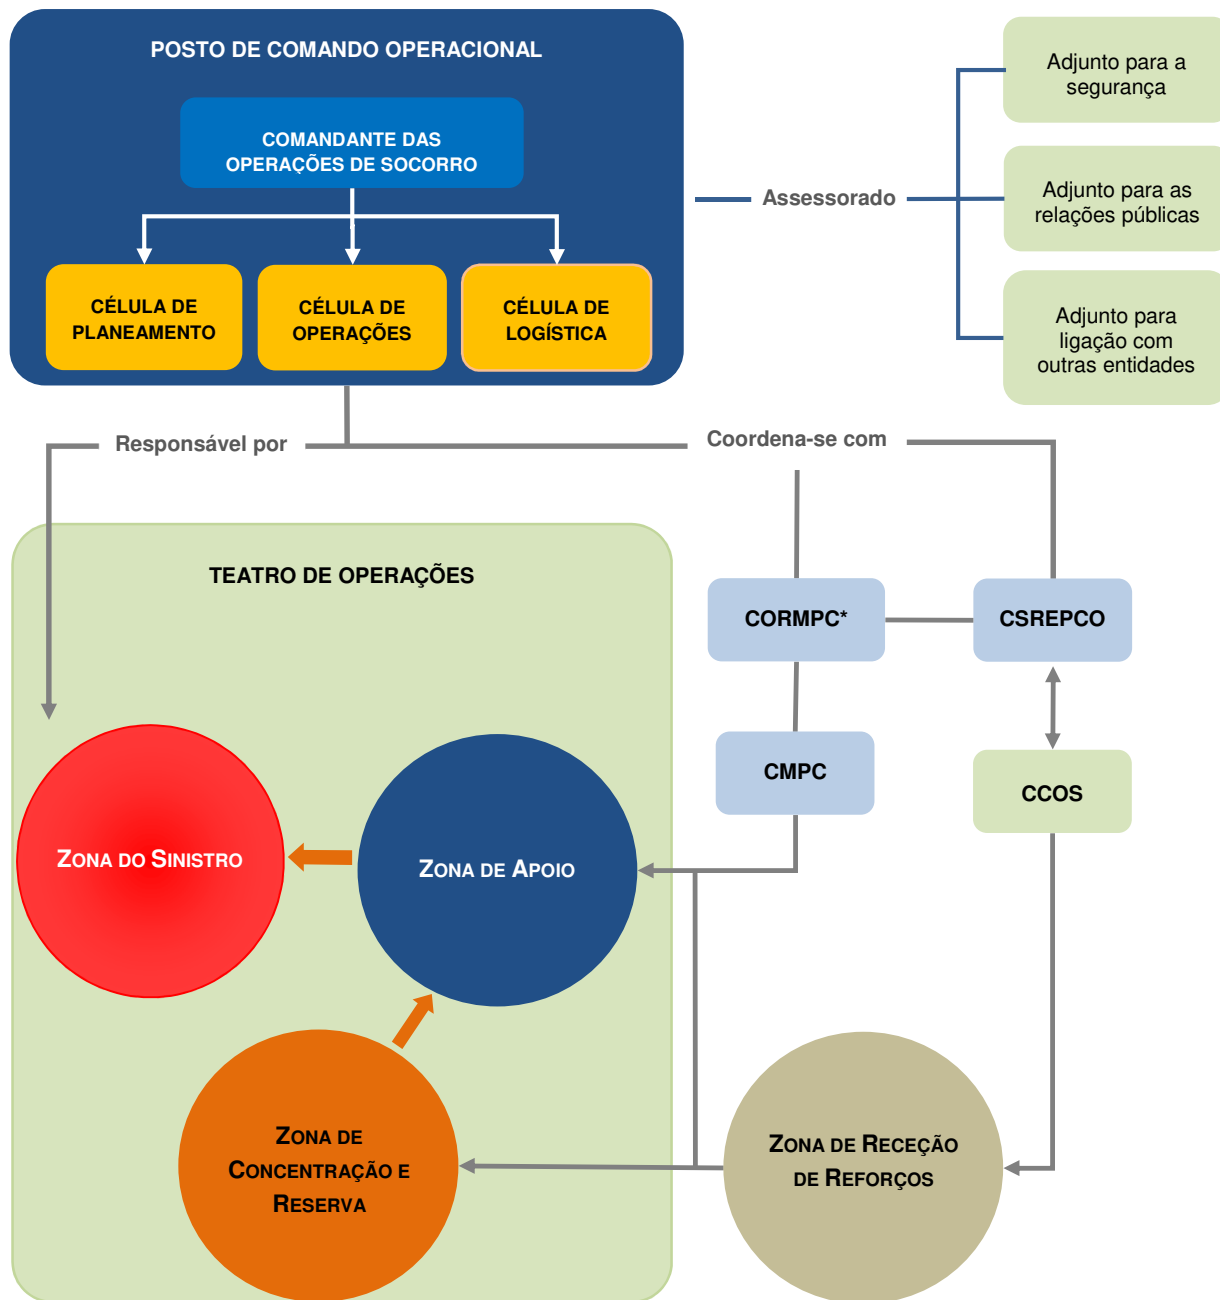 POSTO DE COMANDO OPERACIONAL
COMANDANTE DAS
OPERAÇÕES DE SOCORRO
CÉLULA DE
PLANEAMENTO
CÉLULA DE
OPERAÇÕES
CÉLULA DE
LOGÍSTICA
Assessorado
Adjunto para a
segurança
Adjunto para as
relações públicas
Adjunto para
ligação com
outras entidades
Responsável por
Coordena-se com
TEATRO DE OPERAÇÕES
CORMPC*
CSREPCO
CMPC
CCOS
ZONA DO SINISTRO
ZONA DE APOIO
ZONA DE
CONCENTRAÇÃO E
RESERVA
ZONA DE RECEÇÃO
DE REFORÇOS